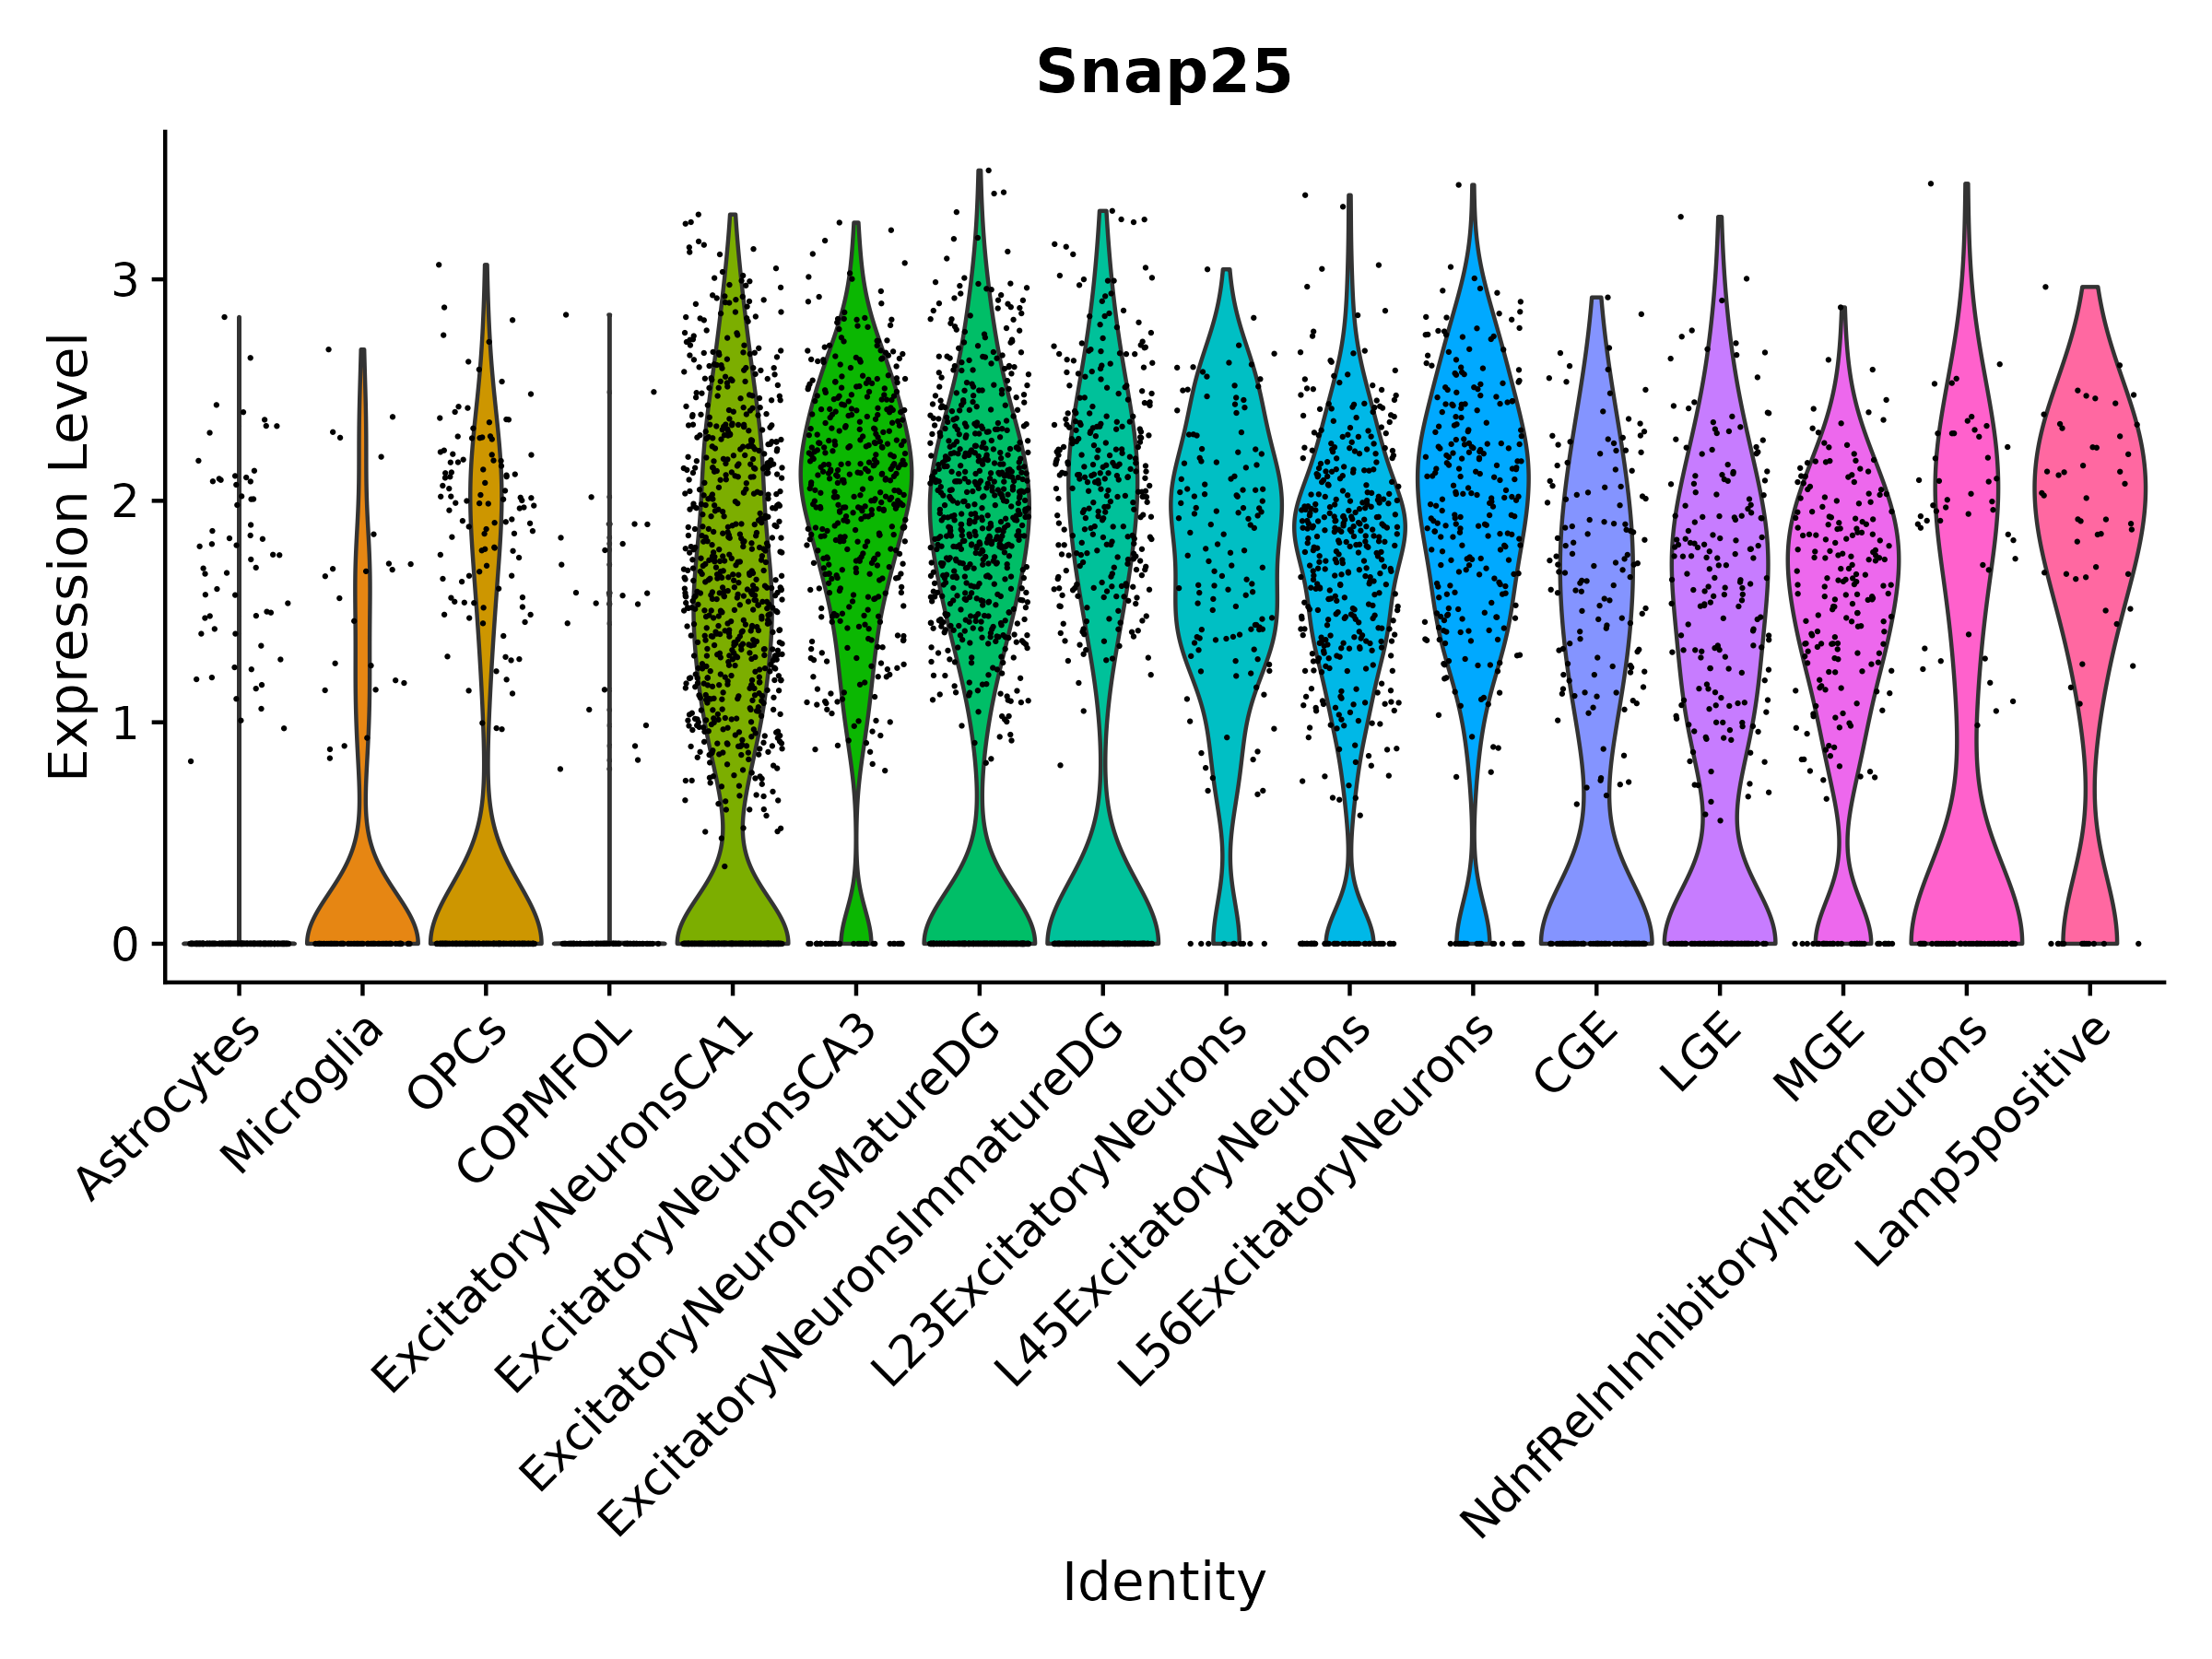 Snap25
Expression Level
3
2
1
0
Astrocytes
Microglia
OPCs
COPMFOL
ExcitatoryNeuronsCA1
ExcitatoryNeuronsCA3
ExcitatoryNeuronsMatureDG
ExcitatoryNeuronsImmatureDG
L23ExcitatoryNeurons
L45ExcitatoryNeurons
L56ExcitatoryNeurons
CGE
LGE
MGE
NdnfRelnInhibitoryInterneurons
Lamp5positive
Identity